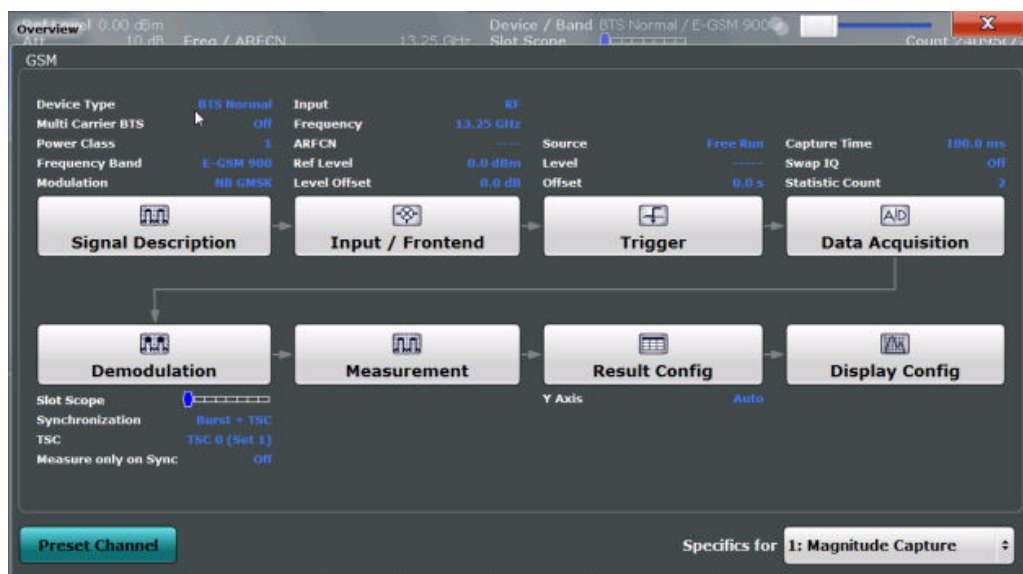 Overview
Ref Level 0.00 dBm
Device / Band BTS Normal / E-GSM 900
X
Att 10 dB Freq / ARFCN 13.25 GHz Slot Scope
Count
GSM
Device Type BTS Normal
Multi Carrier BTS Off
Power Class 1
Frequency Band E-GSM 900
Modulation NB GMSK
Input RF
Frequency 13.25 GHz
ARFCN ----
Ref Level 0.0 dBm
Level Offset 0.0 dB
Source Free Run
Level -----
Offset 0.0 s
Capture Time 100.0 ms
Swap IQ Off
Statistic Count 2
Signal Description
Input / Frontend
Trigger
A/D
Data Acquisition
Demodulation
Measurement
Result Config
Display Config
Slot Scope
Synchronization Burst + TSC
TSC TSC 0 (Set 1)
Measure only on Sync Off
Y Axis Auto
Preset Channel
Specifics for 1: Magnitude Capture